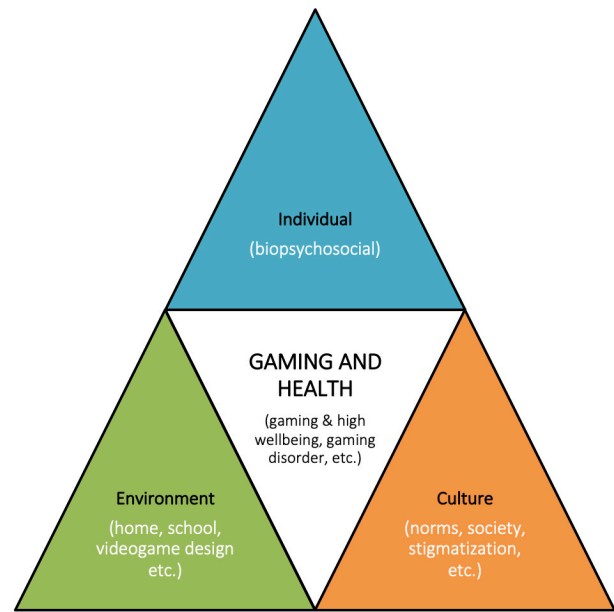 Individual
(biopsychosocial)
GAMING AND
HEALTH
(gaming & high
wellbeing, gaming
disorder, etc.)
Environment
(home, school,
videogame design
etc.)
Culture
(norms, society,
stigmatization,
etc.)